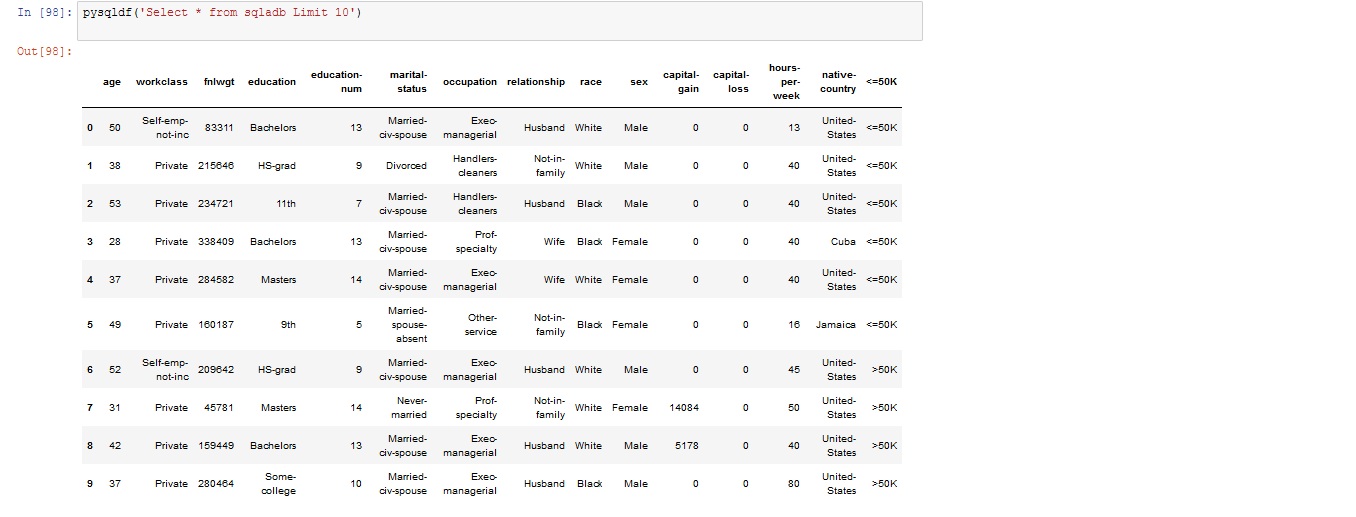 In [98]: pysqldf('Select * from sqladb Limit 10')
Out[98]:
age workclass fnlwgt education education-num marital-status occupation relationship race sex capital-gain capital-loss hours-per-week native-country <=50K
0 50 Self-emp-not-inc 83311 Bachelors 13 Married-civ-spouse Exec-managerial Husband White Male 0 0 13 United-States <=50K
1 38 Private 215646 HS-grad 9 Divorced Handlers-cleaners Not-in-family White Male 0 0 40 United-States <=50K
2 53 Private 234721 11th 7 Married-civ-spouse Handlers-cleaners Husband Black Male 0 0 40 United-States <=50K
3 28 Private 338409 Bachelors 13 Married-civ-spouse Prof-specialty Wife Black Female 0 0 40 Cuba <=50K
4 37 Private 284582 Masters 14 Married-civ-spouse Exec-managerial Wife White Female 0 0 40 United-States <=50K
5 49 Private 160187 9th 5 Married-spouse-absent Other-service Not-in-family Black Female 0 0 16 Jamaica <=50K
6 52 Self-emp-not-inc 209642 HS-grad 9 Married-civ-spouse Exec-managerial Husband White Male 0 0 45 United-States >50K
7 31 Private 45781 Masters 14 Never-married Prof-specialty Not-in-family White Female 14084 0 50 United-States >50K
8 42 Private 159449 Bachelors 13 Married-civ-spouse Exec-managerial Husband White Male 5178 0 40 United-States >50K
9 37 Private 280464 Some-college 10 Married-civ-spouse Exec-managerial Husband Black Male 0 0 80 United-States >50K